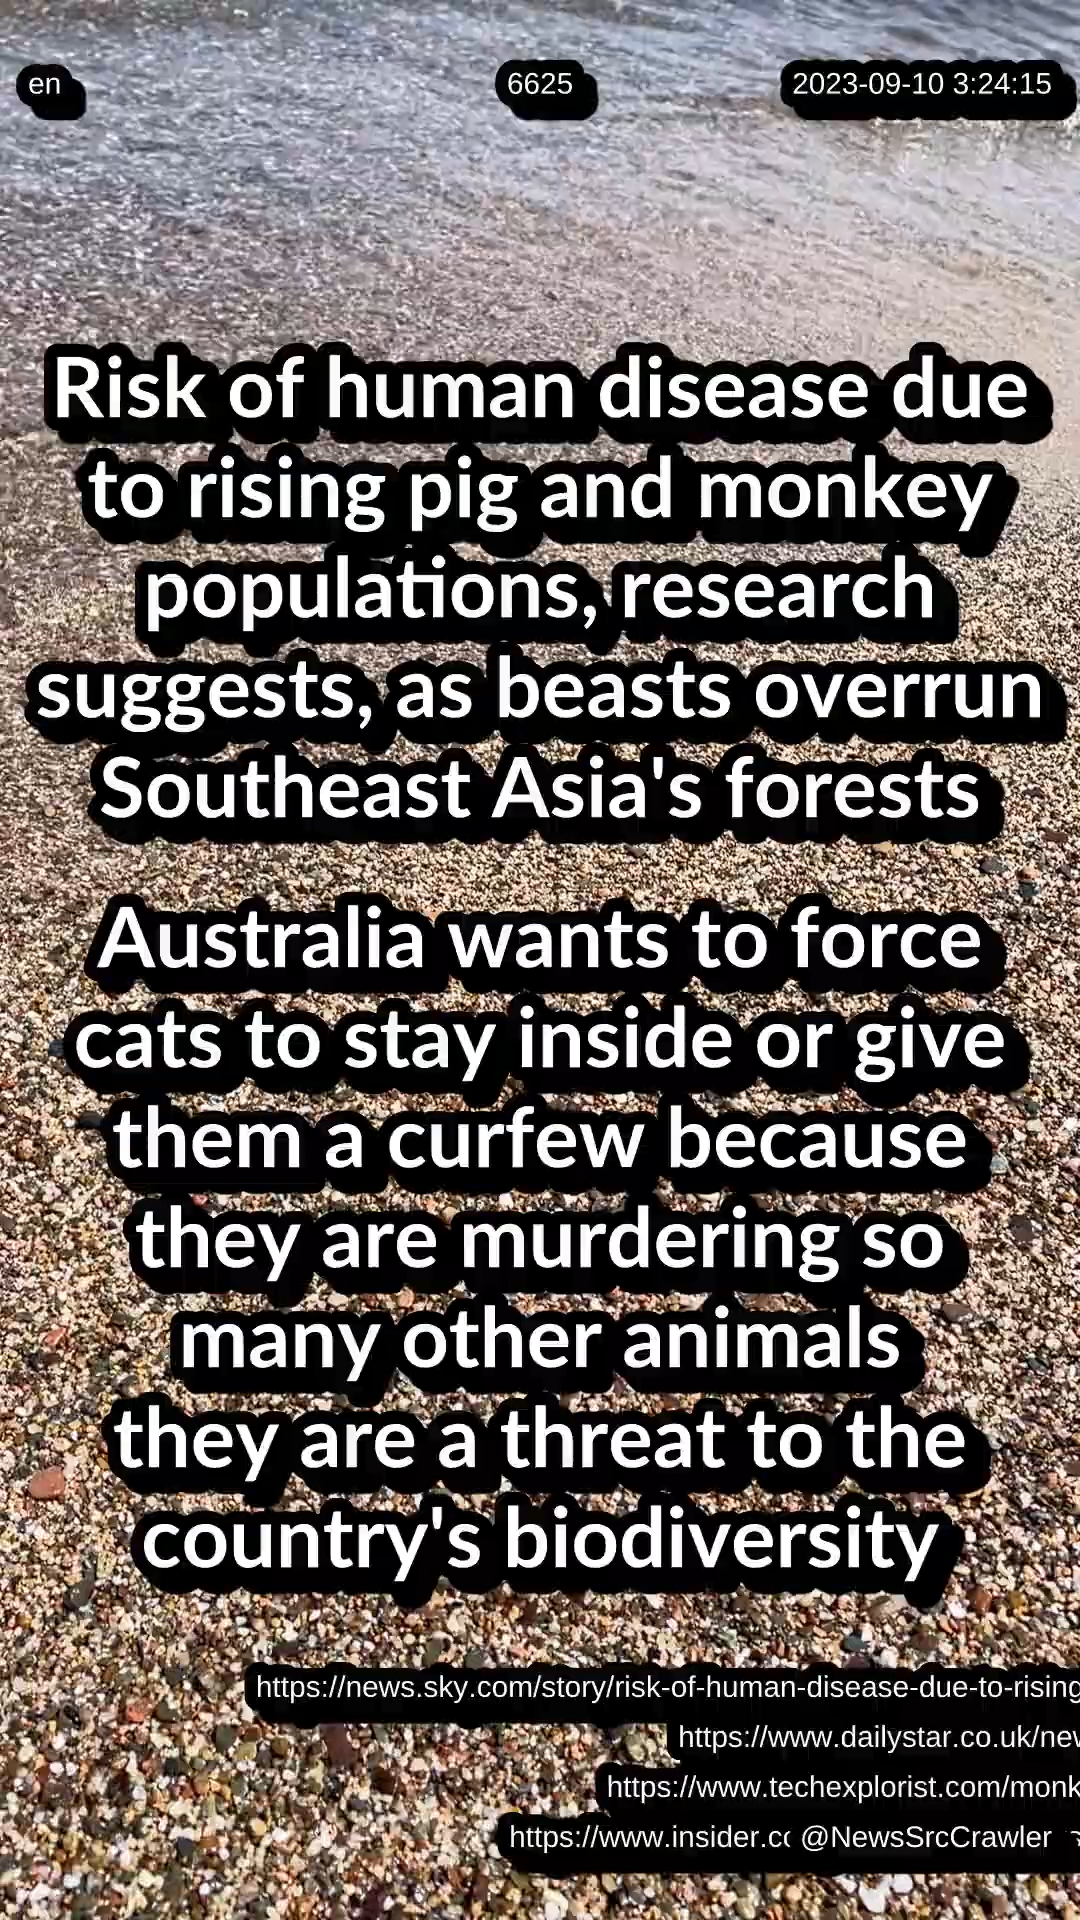 en
6625
2023-09-10 3:24:15
Risk of human disease due
to rising pig and monkey
populations, research
suggests, as beasts overrun
Southeast Asia's forests
Australia wants to force
cats to stay inside or give
them a curfew because
they are murdering so
many other animals
they are a threat to the
country's biodiversity
https://news.sky.com/story/risk-of-human-disease-due-to-rising
https://www.dailystar.co.uk/nev
https://www.techexplorist.com/monk
https://www.insider.cc @NewsSrcCrawler